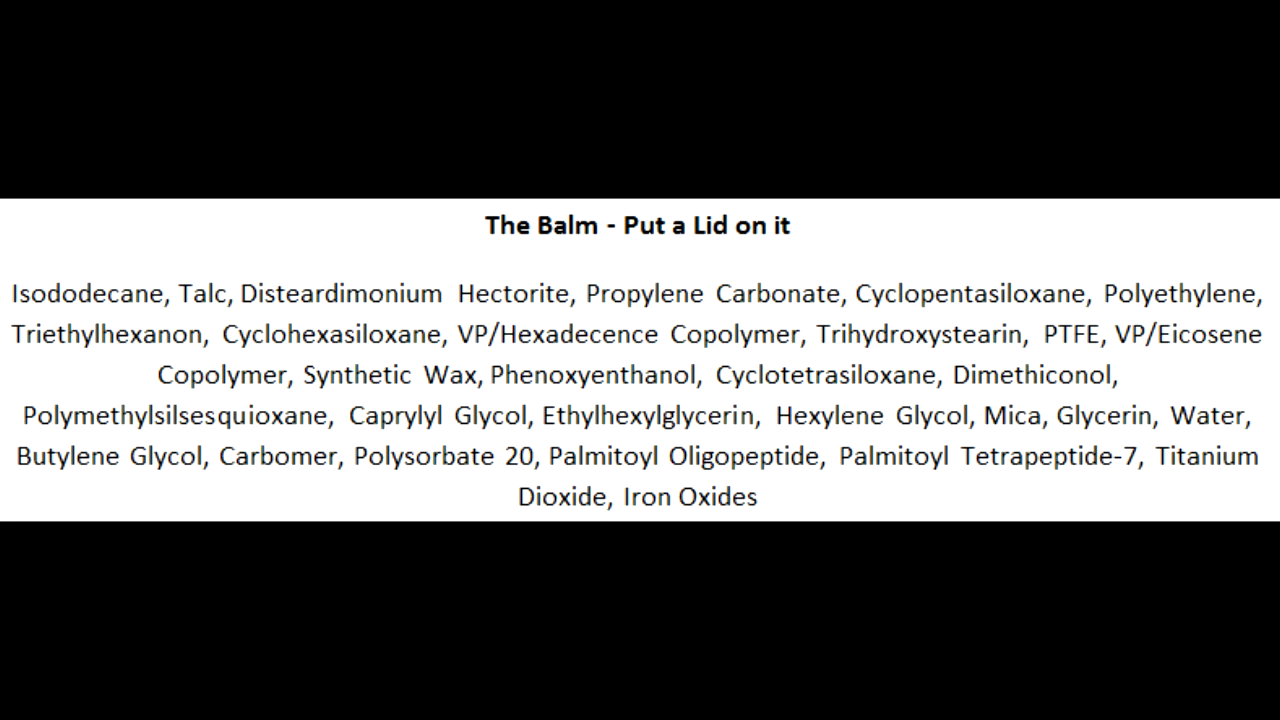 The Balm - Put a Lid on it
Isododecane, Talc, Disteardimonium Hectorite, Propylene Carbonate, Cyclopentasiloxane, Polyethylene,
Triethylhexanon, Cyclohexasiloxane, VP/Hexadecence Copolymer, Trihydroxystearin, PTFE, VP/Eicosene
Copolymer, Synthetic Wax, Phenoxyenthanol, Cyclotetrasiloxane, Dimethiconol,
Polymethylsilsesquioxane, Caprylyl Glycol, Ethylhexylglycerin, Hexylene Glycol, Mica, Glycerin, Water,
Butylene Glycol, Carbomer, Polysorbate 20, Palmitoyl Oligopeptide, Palmitoyl Tetrapeptide-7, Titanium
Dioxide, Iron Oxides